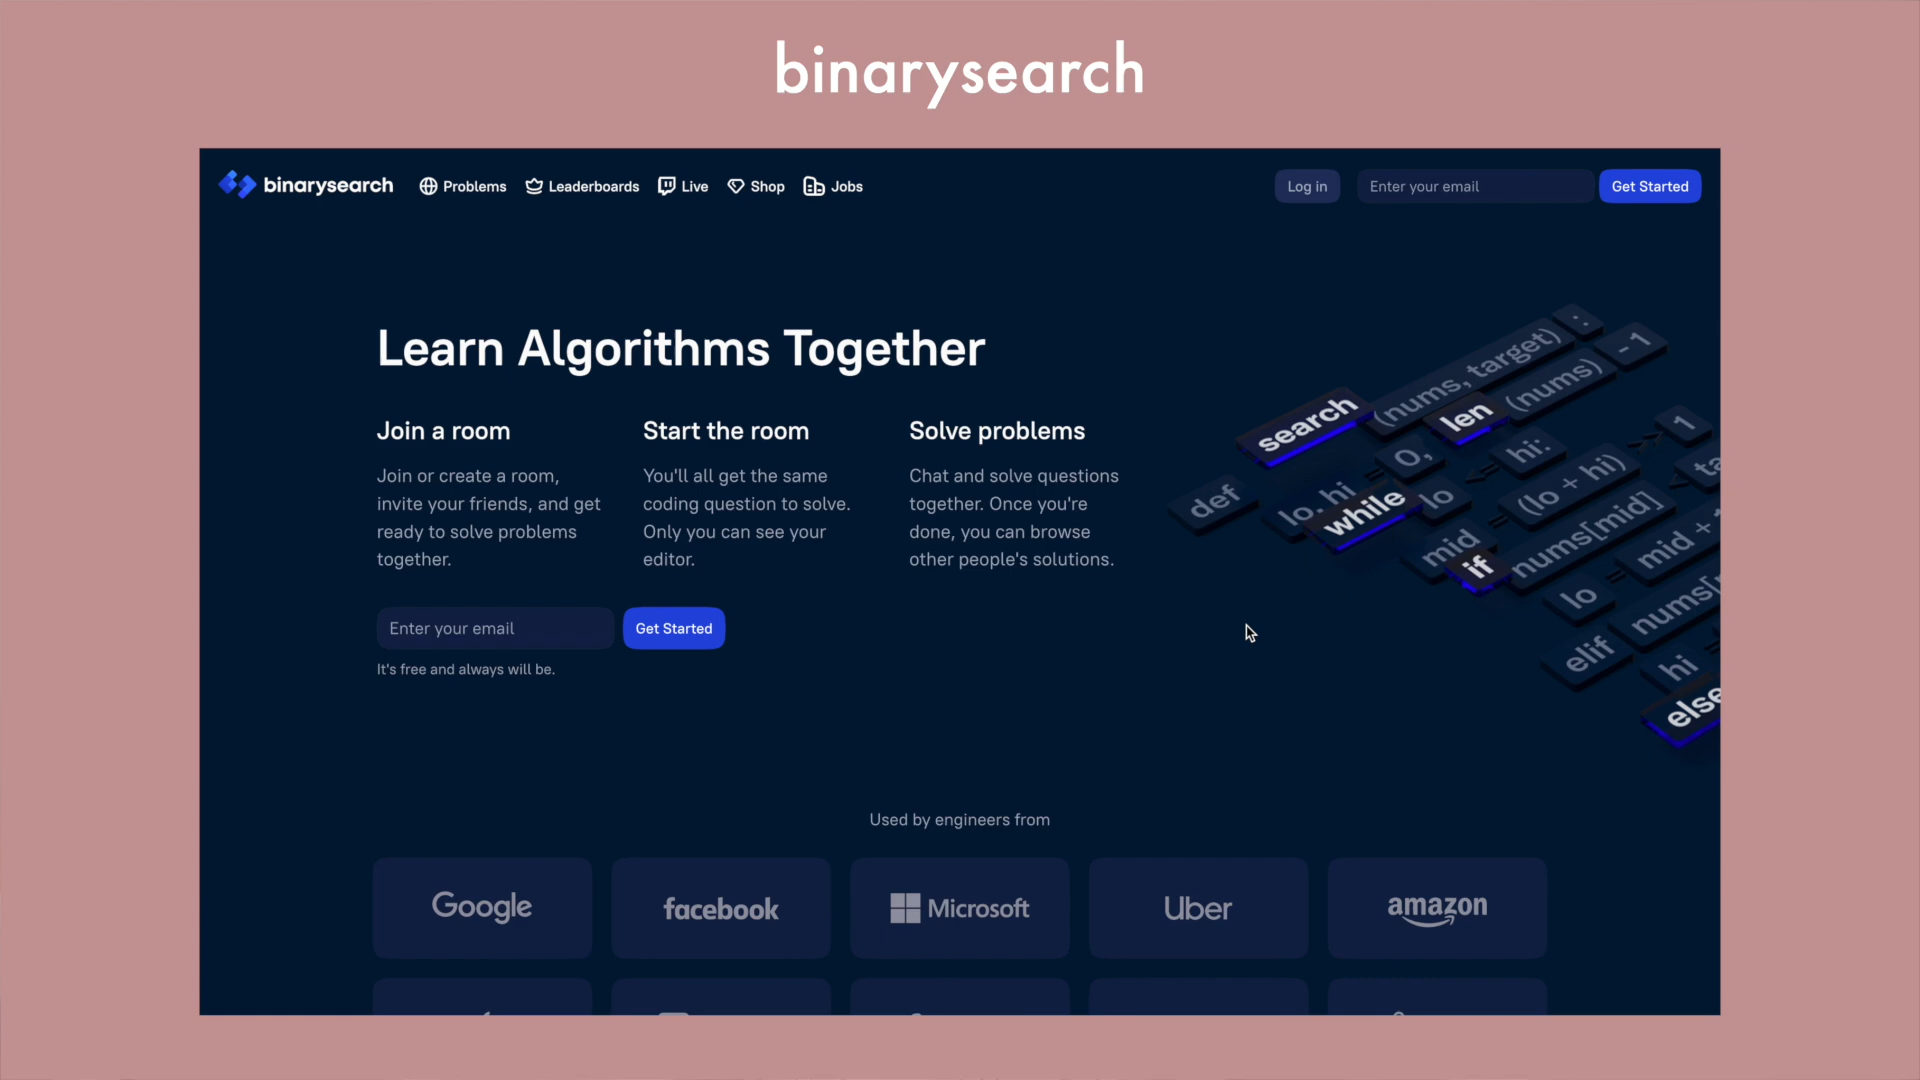 binarysearch
binarysearch Problems Leaderboards Live Shop Jobs Log in Enter your email Get Started
Learn Algorithms Together
Join a room
Join or create a room,
invite your friends, and get
ready to solve problems
together.
Start the room
You'll all get the same
coding question to solve.
Only you can see your
editor.
Solve problems
Chat and solve questions
together. Once you're
done, you can browse
other people's solutions.
Enter your email Get Started
It's free and always will be.
def search (nums, target) :
lo, hi = 0, len (nums) - 1
while lo <= hi:
mid = (lo + hi) >> 1
if nums[mid]
lo = mid +
elif nums[
hi =
else
Used by engineers from
Google facebook Microsoft Uber amazon